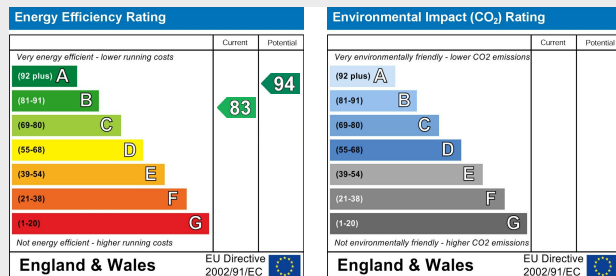 Energy Efficiency Rating
Current Potential
Very energy efficient - lower running costs
(92 plus) A
(81-91) B
(69-80) C
(55-68) D
(39-54) E
(21-38) F
(1-20) G
83
94
Not energy efficient - higher running costs
England & Wales
EU Directive
2002/91/EC
Environmental Impact (CO₂) Rating
Current Potential
Very environmentally friendly - lower CO2 emissions
(92 plus) A
(81-91) B
(69-80) C
(55-68) D
(39-54) E
(21-38) F
(1-20) G
Not environmentally friendly - higher CO2 emissions
England & Wales
EU Directive
2002/91/EC